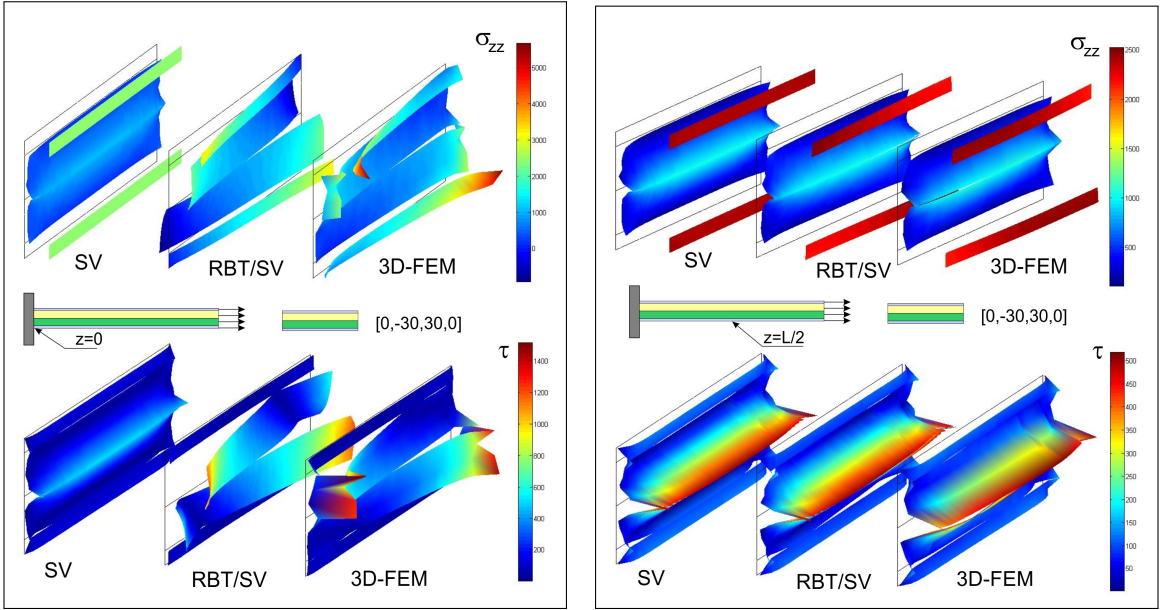 σzz
5000
4000
3000
2000
1000
0
SV
RBT/SV
3D-FEM
z=0
[0,-30,30,0]
τ
1400
1200
1000
800
600
400
200
SV
RBT/SV
3D-FEM
σzz
2500
2000
1500
1000
500
SV
RBT/SV
3D-FEM
z=L/2
[0,-30,30,0]
τ
500
450
400
350
300
250
200
150
100
50
SV
RBT/SV
3D-FEM